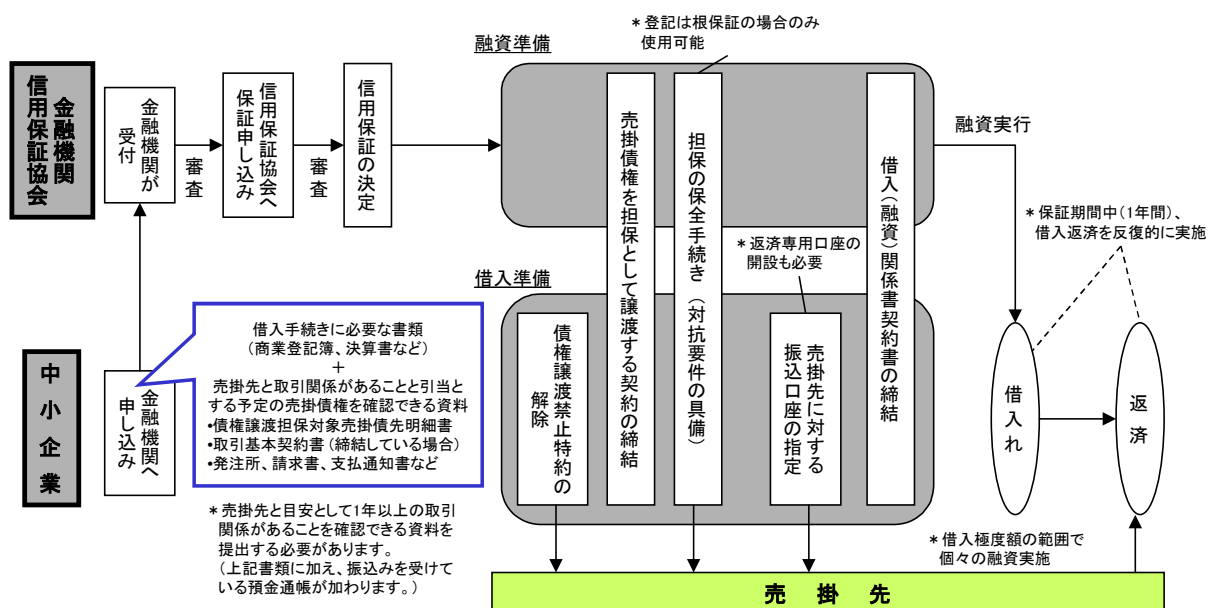 ＊登記は根保証の場合のみ
使用可能
融資準備
金融機関
信用保証協会
金融機関が
受付
審査
信用保証協会へ
保証申し込み
審査
信用保証の決定
売掛債権を担保として譲渡する契約の締結
担保の保全手続き（対抗要件の具備）
借入（融資）関係書契約書の締結
融資実行
＊保証期間中（1年間）、
借入返済を反復的に実施
＊返済専用口座の
開設も必要
借入準備
中小企業
金融機関へ
申し込み
借入手続きに必要な書類
（商業登記簿、決算書など）
＋
売掛先と取引関係があることと引当と
する予定の売掛債権を確認できる資料
・債権譲渡担保対象売掛債先明細書
・取引基本契約書（締結している場合）
・発注所、請求書、支払通知書など
＊売掛先と目安として1年以上の取引
関係があることを確認できる資料を
提出する必要があります。
（上記書類に加え、振込みを受けて
いる預金通帳が加わります。）
債権譲渡禁止特約の
解除
売掛先に対する
振込口座の指定
借入れ
返済
＊借入極度額の範囲で
個々の融資実施
売掛先